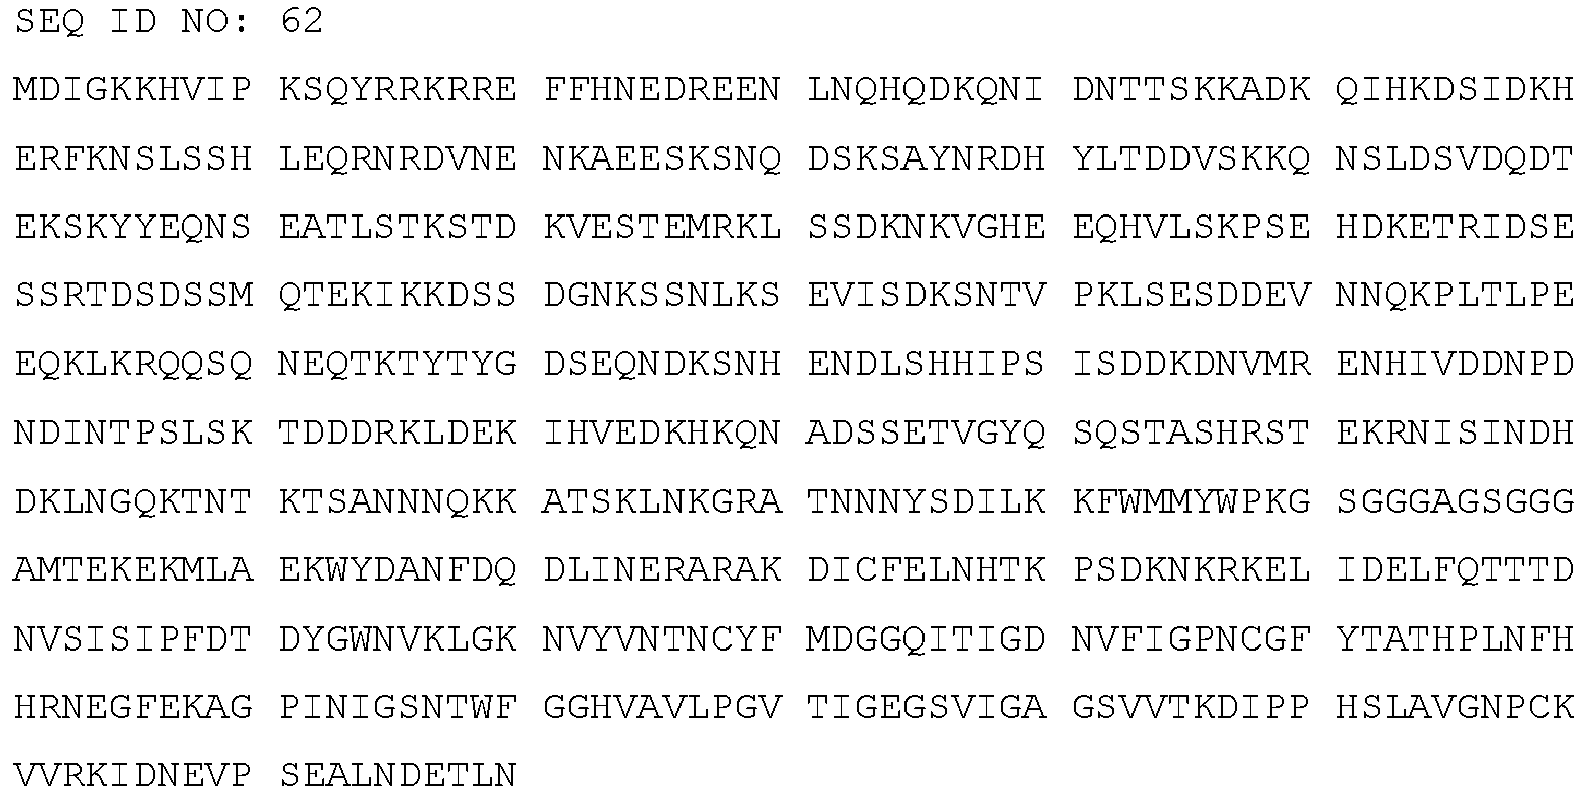 SEQ ID NO: 62
MDIGKKHVIP KSQYRRKRRE FFHNEDREEN LNQHQDKQNI DNTTSKKADK QIHKDSIDKH
ERFKNSLSSH LEQRNRDVNE NKAEESKSNQ DSKSAYNRDH YLTDDVSKKQ NSLDSVDQDT
EKSKYYEQNS EATLSTKSTD KVESTEMRKL SSDKNKVGHE EQHVLSKPSE HDKETRIDSE
SSRTDSDSSM QTEKIKKDSS DGNKSSNLKS EVISDKSNTV PKLSESDDEV NNQKPLTLPE
EQKLKRQQSQ NEQTKTYTYG DSEQNDKSNH ENDLSHHIPS ISDDKDNVMR ENHIVDDNPD
NDINTPSLSK TDDDRKLDEK IHVEDKHKQN ADSSETVGYQ SQSTASHRST EKRNISINDH
DKLNGQKTNT KTSANNNQKK ATSKLNKGRA TNNNYSDILK KFWMMYWPKG SGGGAGSGGG
AMTEKEKMLA EKWYDANFDQ DLINERARAK DICFELNHTK PSDKNKRKEL IDELFQTTTD
NVSISIPFDT DYGWNVKLGK NVYVNTNCYF MDGGQITIGD NVFIGPNCGF YTATHPLNFH
HRNEGFEKAG PINIGSNTWF GGHVAVLPGV TIGEGSVIGA GSVVTKDIPP HSLAVGNPCK
VVRKIDNEVP SEALNDETLN